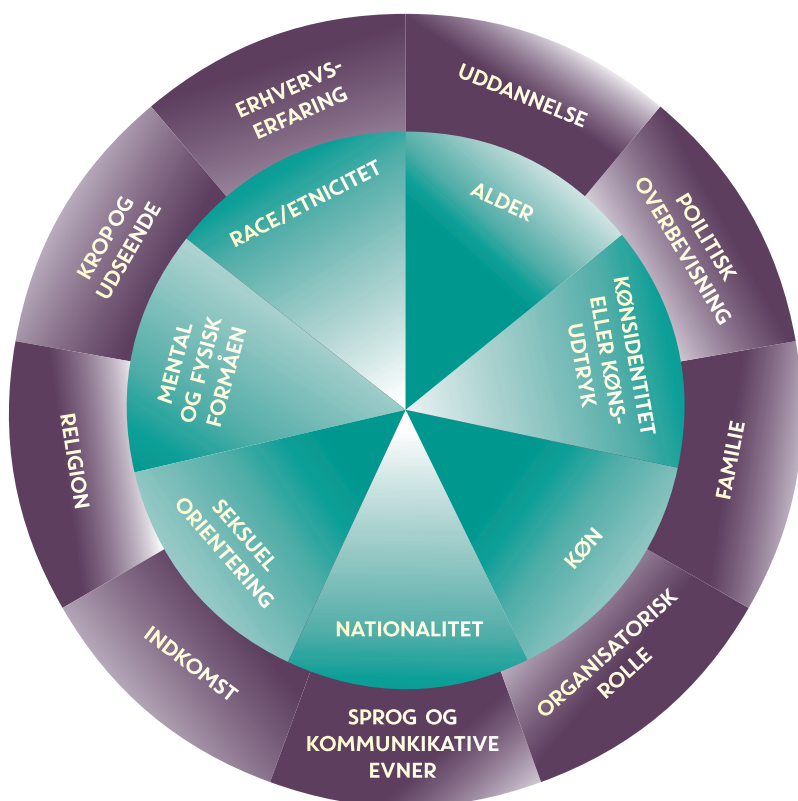 UDDANNELSE
POILITISK
OVERBEVISNING
FAMILIE
ORGANISATORISK
ROLLE
SPROG OG
KOMMUNKIKATIVE
EVNER
INDKOMST
RELIGION
KROP OG
UDSEENDE
ERHVERVS-
ERFARING
ALDER
KØNSIDENTITET
ELLER KØNS-
UDTRYK
KØN
NATIONALITET
SEKSUEL
ORIENTERING
MENTAL
OG FYSISK
FORMÅEN
RACE/ETNICITET